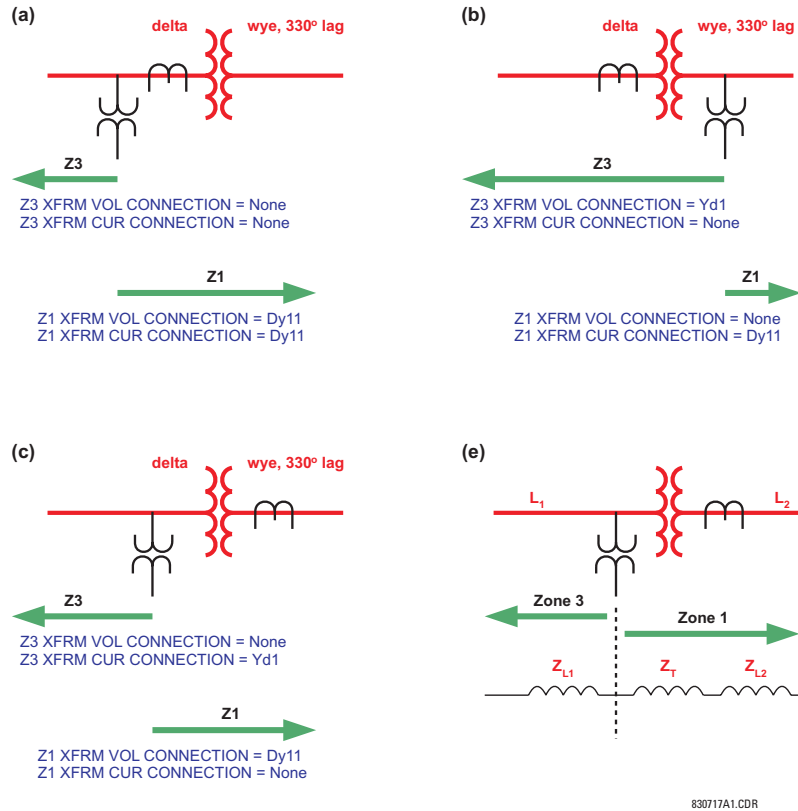 (a)
delta
wye, 330° lag
Z3
Z3 XFRM VOL CONNECTION = None
Z3 XFRM CUR CONNECTION = None
Z1
Z1 XFRM VOL CONNECTION = Dy11
Z1 XFRM CUR CONNECTION = Dy11
(b)
delta
wye, 330° lag
Z3
Z3 XFRM VOL CONNECTION = Yd1
Z3 XFRM CUR CONNECTION = None
Z1
Z1 XFRM VOL CONNECTION = None
Z1 XFRM CUR CONNECTION = Dy11
(c)
delta
wye, 330° lag
Z3
Z3 XFRM VOL CONNECTION = None
Z3 XFRM CUR CONNECTION = Yd1
Z1
Z1 XFRM VOL CONNECTION = Dy11
Z1 XFRM CUR CONNECTION = None
(e)
L1
L2
Zone 3
Zone 1
ZL1
ZT
ZL2
830717A1.CDR